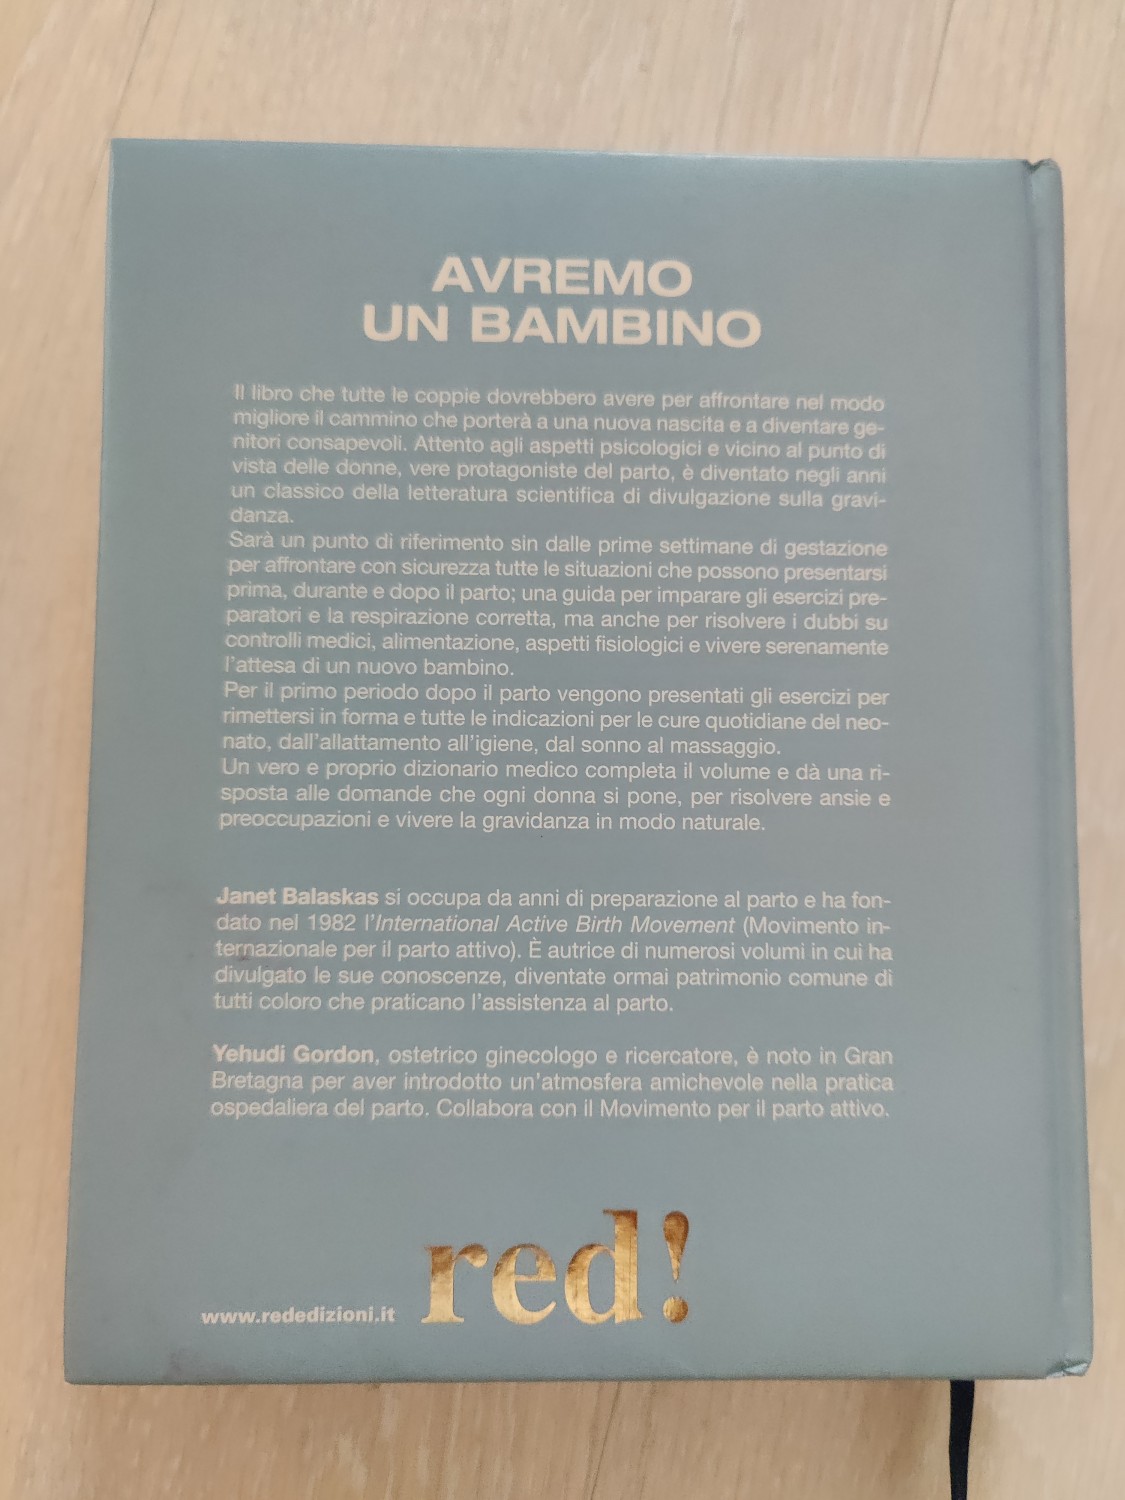 AVREMO
UN BAMBINO
Il libro che tutte le coppie dovrebbero avere per affrontare nel modo
migliore il cammino che porterà a una nuova nascita e a diventare ge-
nitori consapevoli. Attento agli aspetti psicologici e vicino al punto di
vista delle donne, vere protagoniste del parto, è diventato negli anni
un classico della letteratura scientifica di divulgazione sulla gravi-
danza.
Sarà un punto di riferimento sin dalle prime settimane di gestazione
per affrontare con sicurezza tutte le situazioni che possono presentarsi
prima, durante e dopo il parto; una guida per imparare gli esercizi pre-
paratori e la respirazione corretta, ma anche per risolvere i dubbi su
controlli medici, alimentazione, aspetti fisiologici e vivere serenamente
l'attesa di un nuovo bambino.
Per il primo periodo dopo il parto vengono presentati gli esercizi per
rimettersi in forma e tutte le indicazioni per le cure quotidiane del neo-
nato, dall'allattamento all'igiene, dal sonno al massaggio.
Un vero e proprio dizionario medico completa il volume e dà una ri-
sposta alle domande che ogni donna si pone, per risolvere ansie e
preoccupazioni e vivere la gravidanza in modo naturale.
Janet Balaskas si occupa da anni di preparazione al parto e ha fon-
dato nel 1982 l'International Active Birth Movement (Movimento in-
ternazionale per il parto attivo). È autrice di numerosi volumi in cui ha
divulgato le sue conoscenze, diventate ormai patrimonio comune di
tutti coloro che praticano l'assistenza al parto.
Yehudi Gordon, ostetrico ginecologo e ricercatore, è noto in Gran
Bretagna per aver introdotto un'atmosfera amichevole nella pratica
ospedaliera del parto. Collabora con il Movimento per il parto attivo.
www.rededizioni.it red!